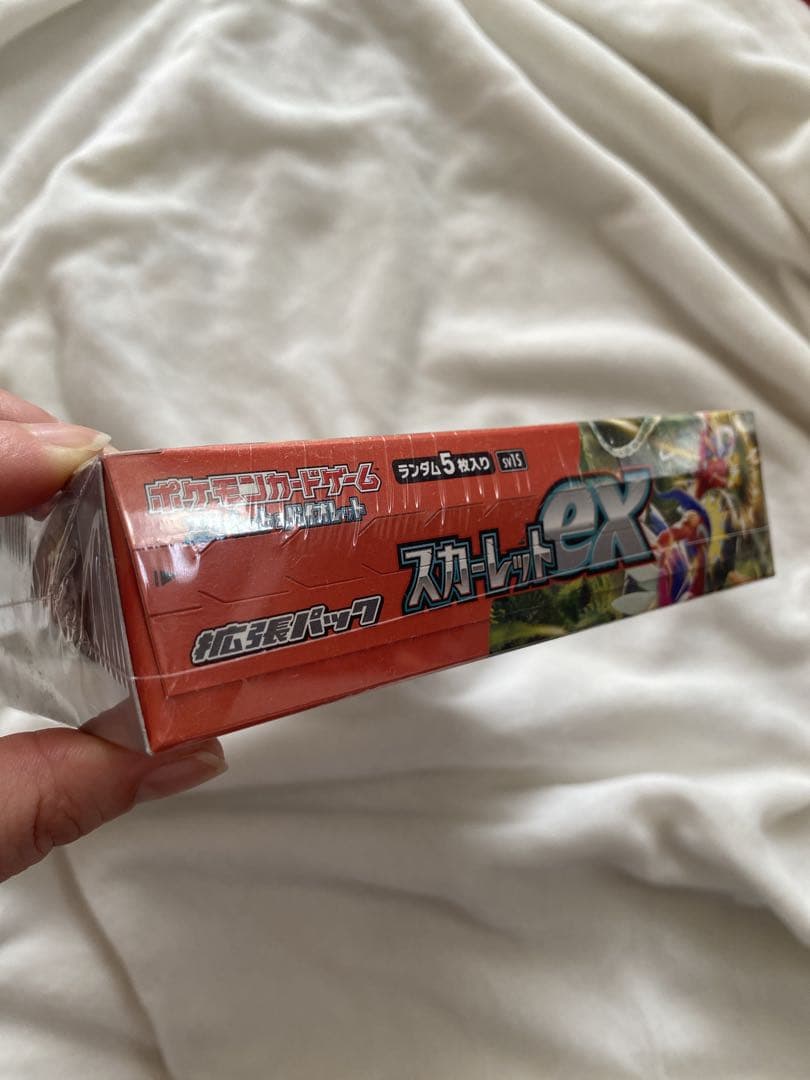 ポケモンカードゲーム
ランダム5枚入り SV1S
拡張パック
スカーレットex